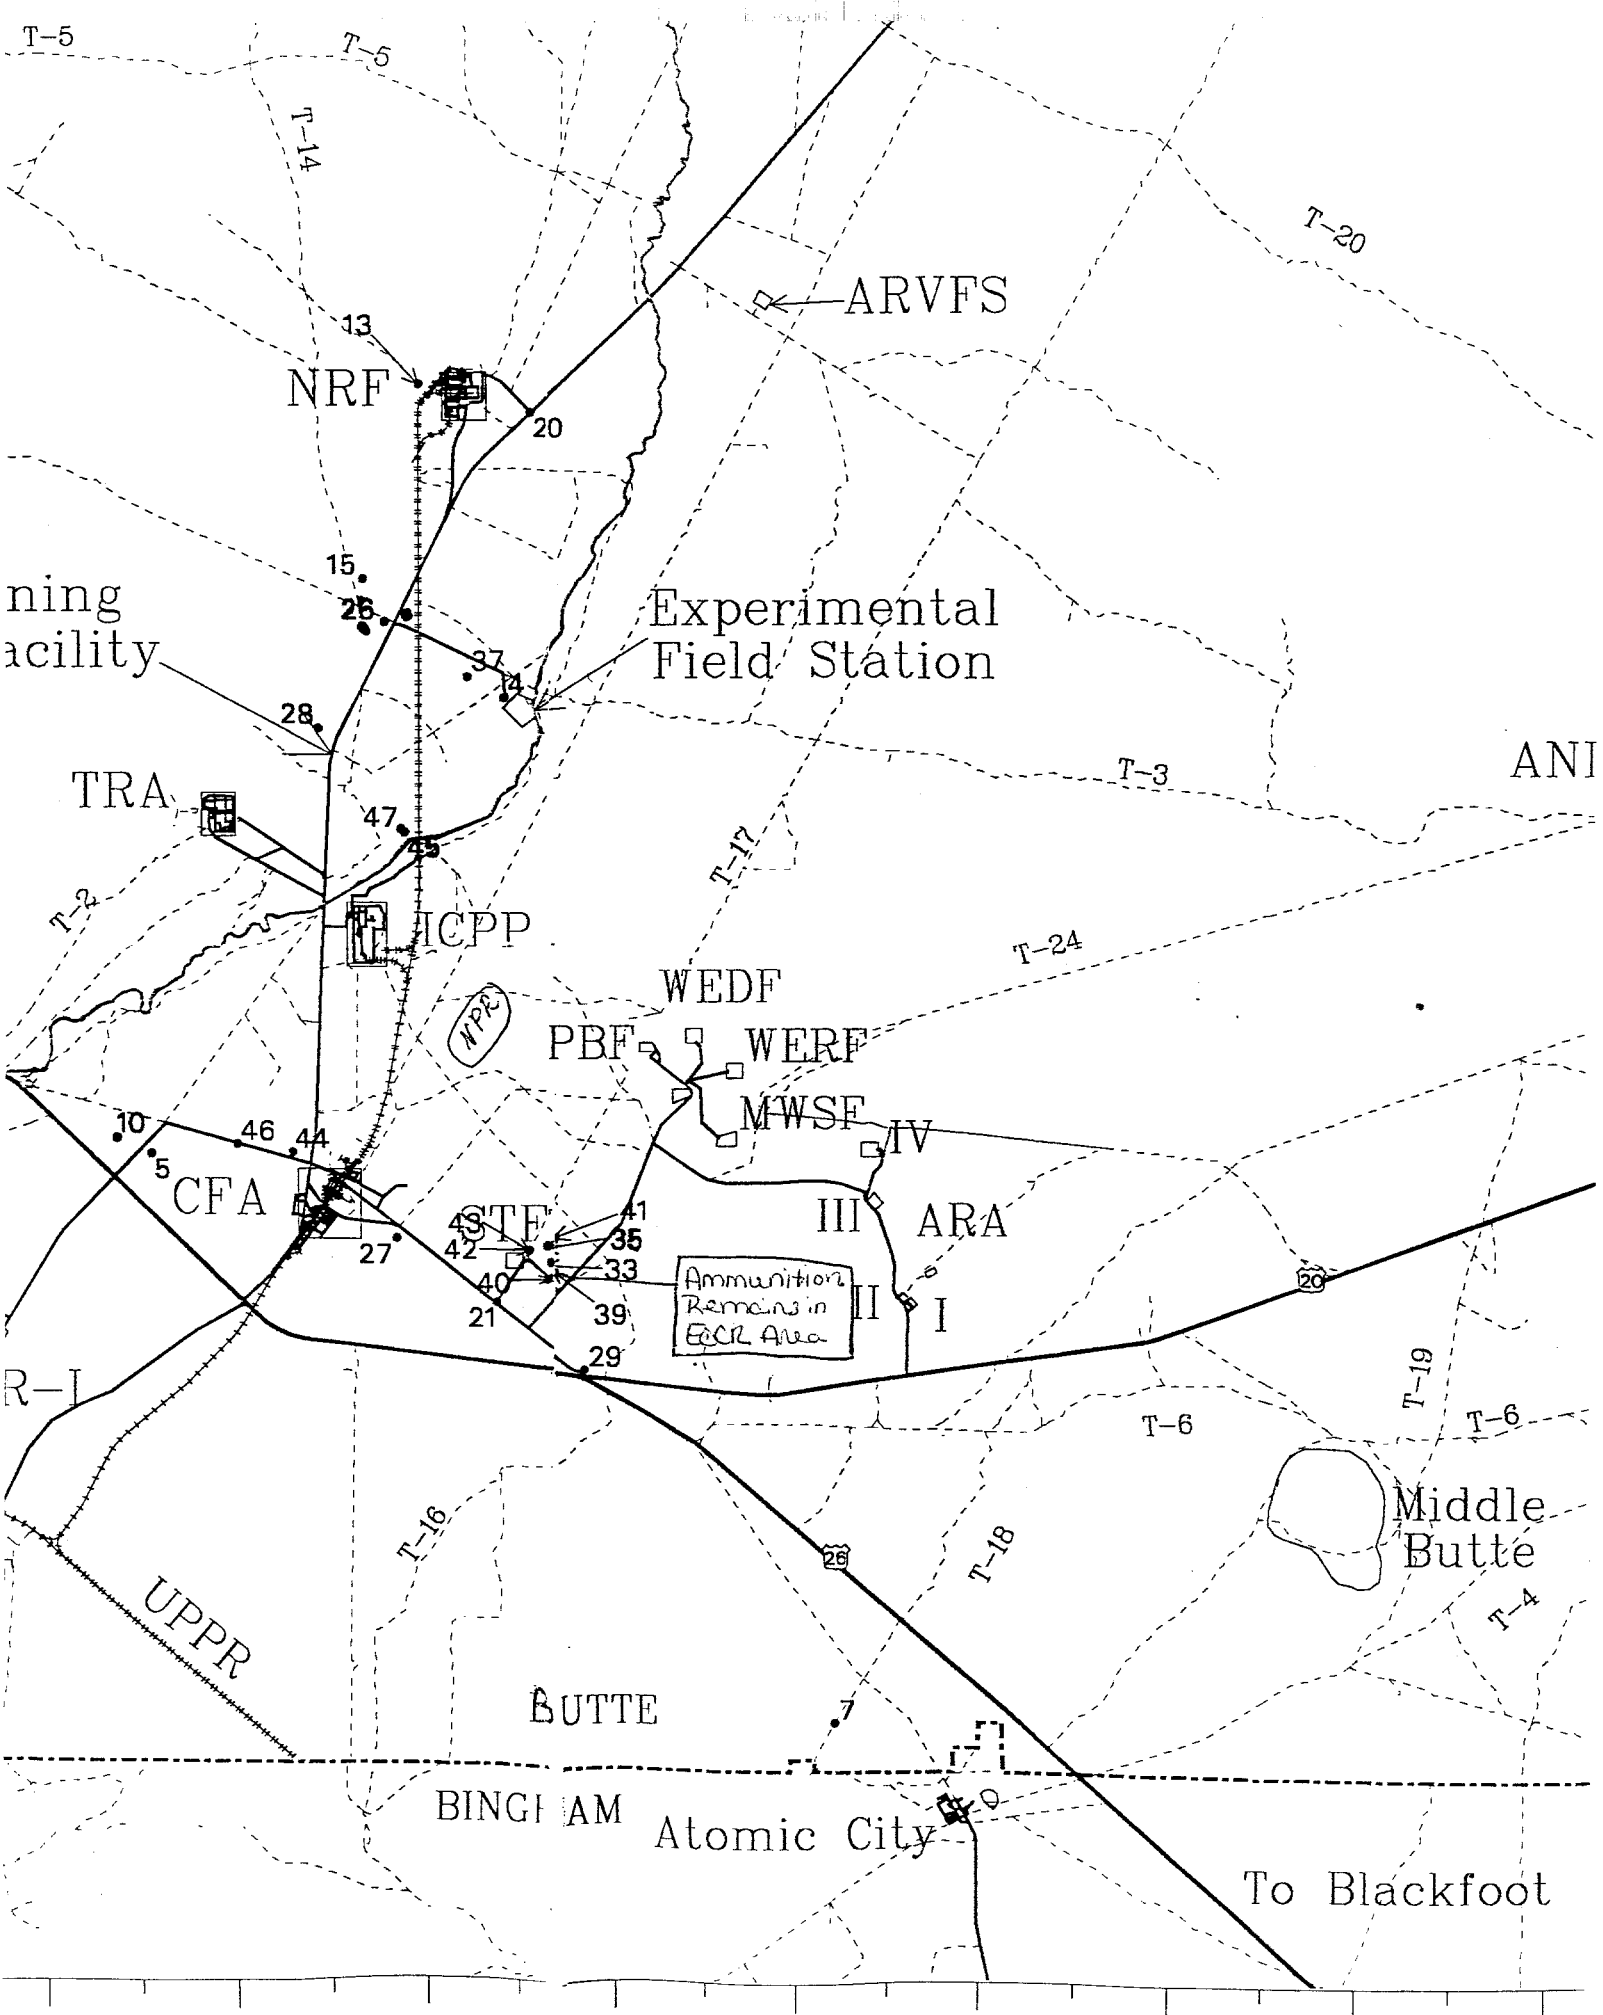 T-5
T-5
T-14
T-20
ARVFS
13
NRF
20
15
26
ning
acility
Experimental
Field Station
37
4
28
TRA
T-3
ANI
47
45
T-17
T-2
ICPP
T-24
WEDF
NPR
PBF
WERF
MWSF
IV
10
46
44
5
CFA
III
ARA
STF
43
41
42
35
27
33
40
Ammunition
Remains in
ECCR Area
II
I
20
21
39
29
R-I
T-19
T-6
T-6
Middle
Butte
T-16
26
T-18
T-4
UPPR
BUTTE
7
BINGHAM
Atomic City
To Blackfoot